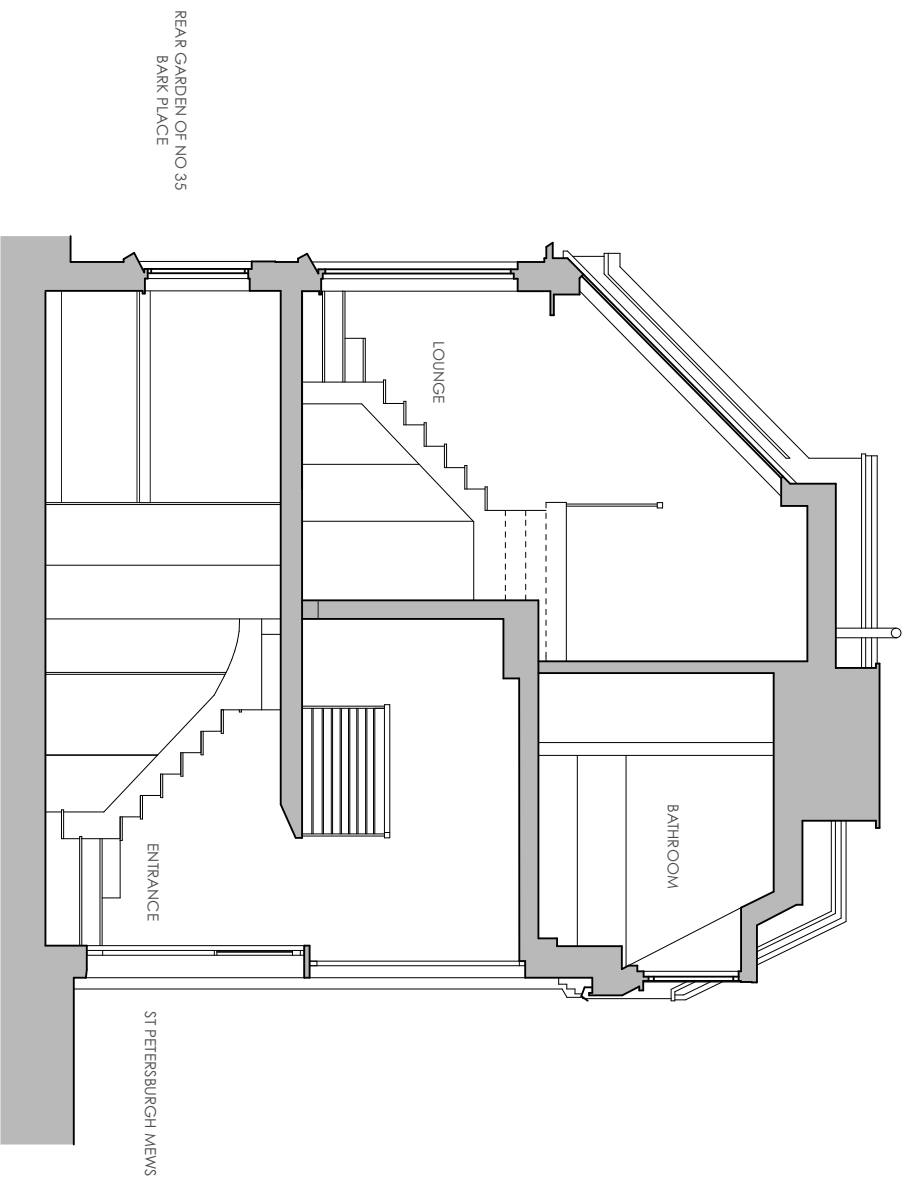 REAR GARDEN OF NO 35
BARK PLACE
LOUNGE
BATHROOM
ENTRANCE
ST PETERSBURGH MEWS